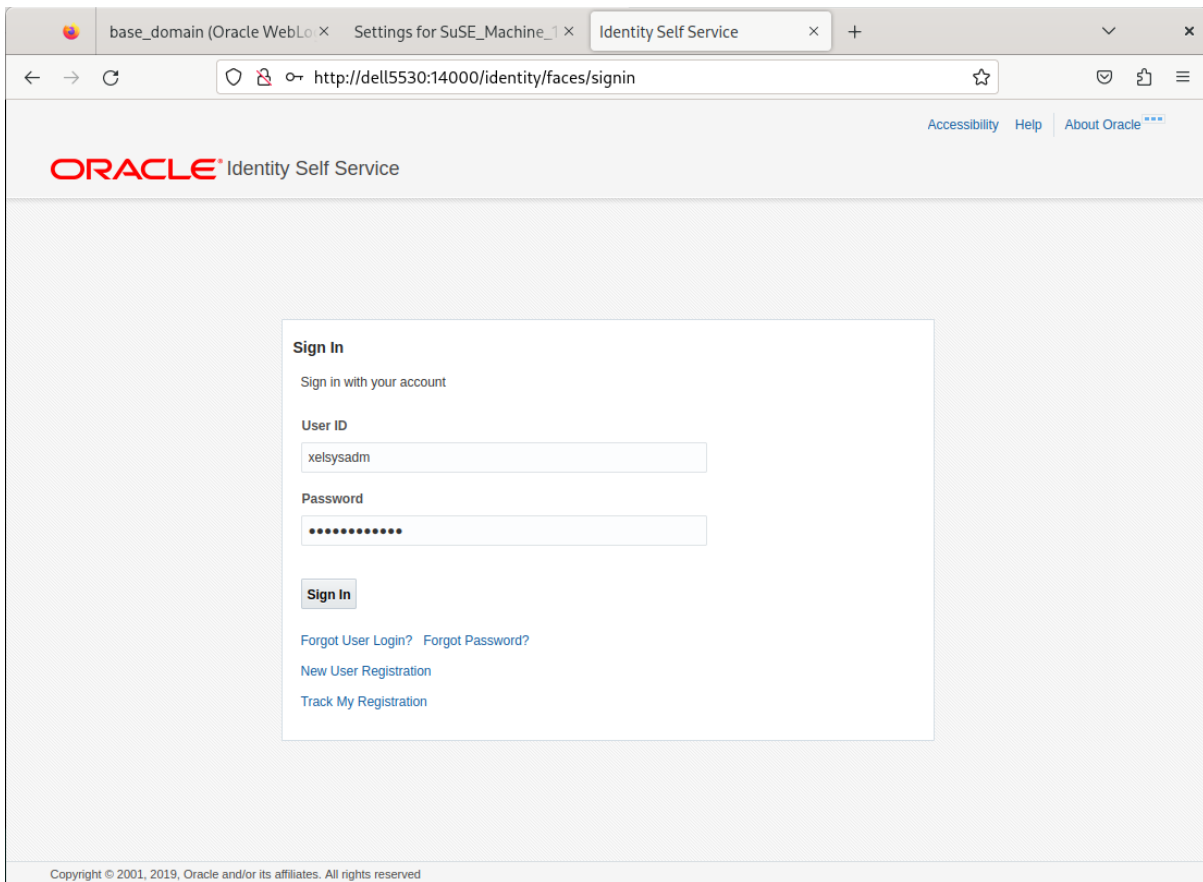 base_domain (Oracle WebLo
Settings for SuSE_Machine_1
Identity Self Service
http://dell5530:14000/identity/faces/signin
Accessibility Help About Oracle
ORACLE® Identity Self Service
Sign In
Sign in with your account
User ID
xelsysadm
Password
••••••••••••
Sign In
Forgot User Login? Forgot Password?
New User Registration
Track My Registration
Copyright © 2001, 2019, Oracle and/or its affiliates. All rights reserved